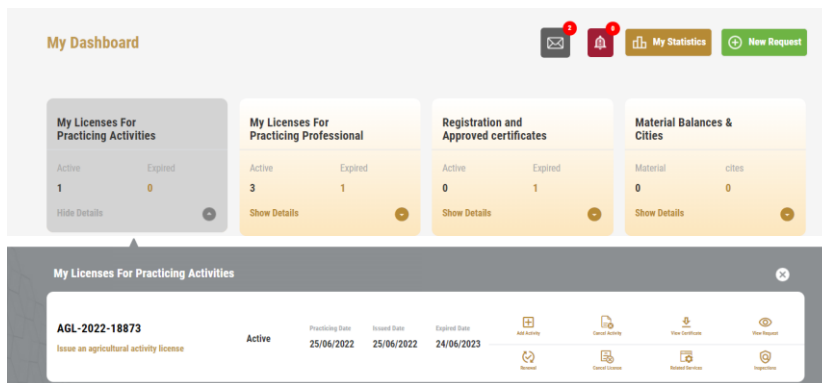 2
0
My Dashboard
My Statistics
New Request
My Licenses For
Practicing Activities
Active Expired
1 0
Hide Details
My Licenses For
Practicing Professional
Active Expired
3 1
Show Details
Registration and
Approved certificates
Active Expired
0 1
Show Details
Material Balances &
Cities
Material cites
0 0
Show Details
My Licenses For Practicing Activities
AGL-2022-18873
Issue an agricultural activity license
Active
Practicing Date Issued Date Expired Date
25/06/2022 25/06/2022 24/06/2023
Add Activity Cancel Activity View Certificate View Request
Renewal Cancel License Related Services Inspections